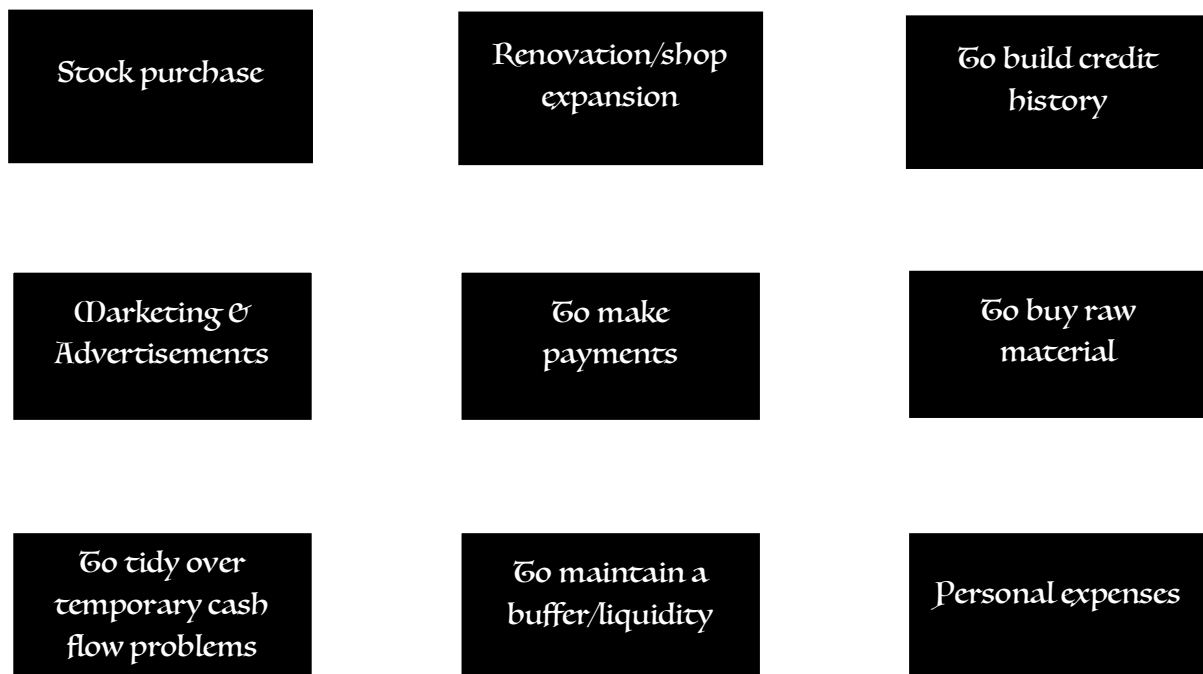 Stock purchase
Renovation/shop
expansion
To build credit
history
Marketing &
Advertisements
To make
payments
To buy raw
material
To tidy over
temporary cash
flow problems
To maintain a
buffer/liquidity
Personal expenses